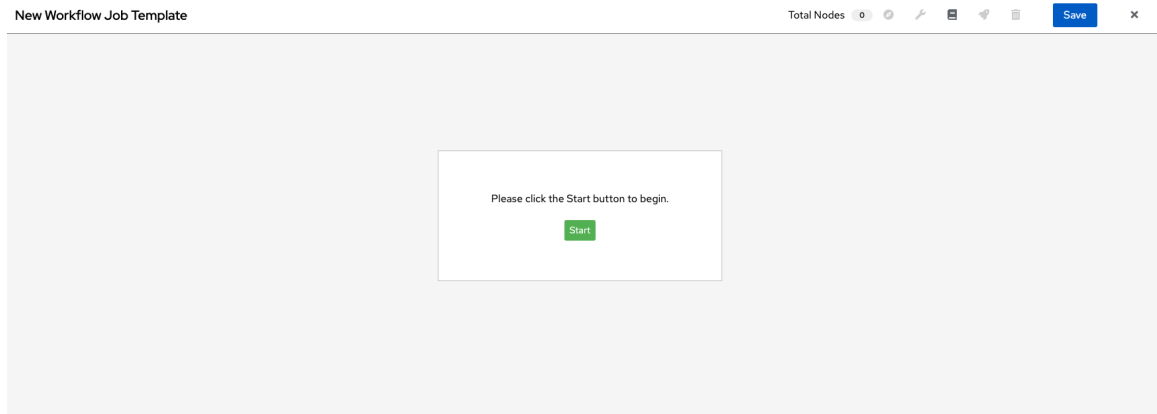 New Workflow Job Template
Total Nodes 0
Save
Please click the Start button to begin.
Start